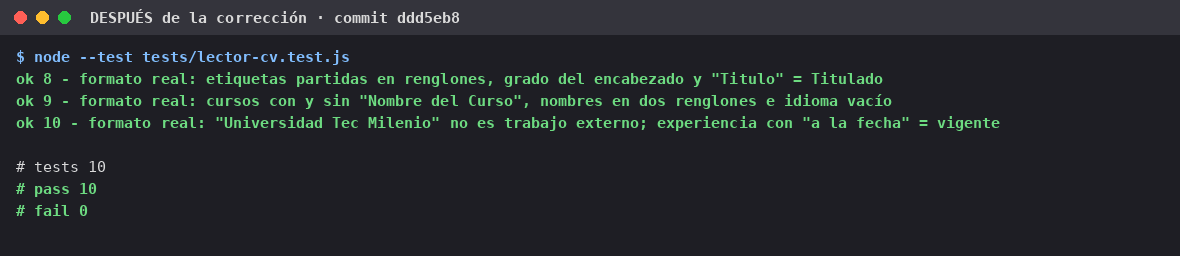 DESPUÉS de la corrección · commit ddd5eb8
$ node --test tests/lector-cv.test.js
ok 8 - formato real: etiquetas partidas en renglones, grado del encabezado y "Titulo" = Titulado
ok 9 - formato real: cursos con y sin "Nombre del Curso", nombres en dos renglones e idioma vacío
ok 10 - formato real: "Universidad Tec Milenio" no es trabajo externo; experiencia con "a la fecha" = vigente
# tests 10
# pass 10
# fail 0